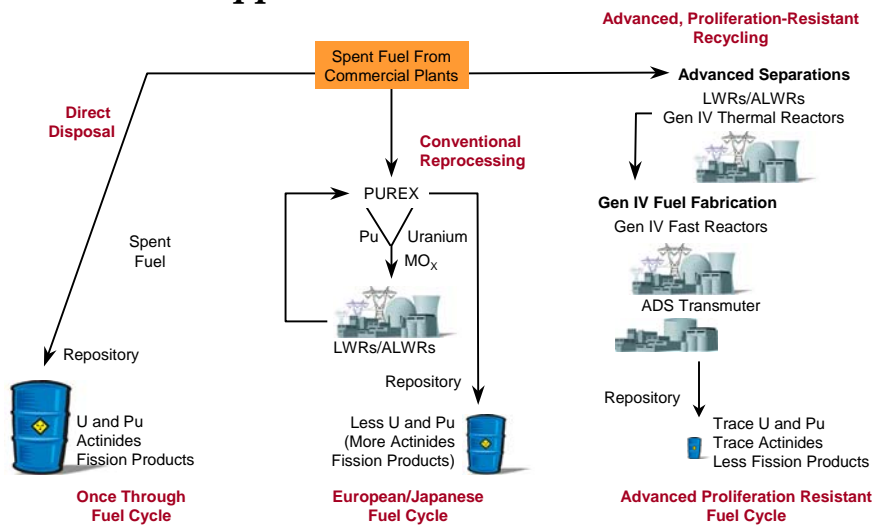 Advanced, Proliferation-Resistant
Recycling
Spent Fuel From
Commercial Plants
Advanced Separations
LWRs/ALWRs
Gen IV Thermal Reactors
Direct
Disposal
Conventional
Reprocessing
PUREX
Gen IV Fuel Fabrication
Gen IV Fast Reactors
Pu
Uranium
MOX
Spent
Fuel
ADS Transmuter
LWRs/ALWRs
Repository
Repository
Repository
U and Pu
Actinides
Fission Products
Less U and Pu
(More Actinides
Fission Products)
Trace U and Pu
Trace Actinides
Less Fission Products
Once Through
Fuel Cycle
European/Japanese
Fuel Cycle
Advanced Proliferation Resistant
Fuel Cycle